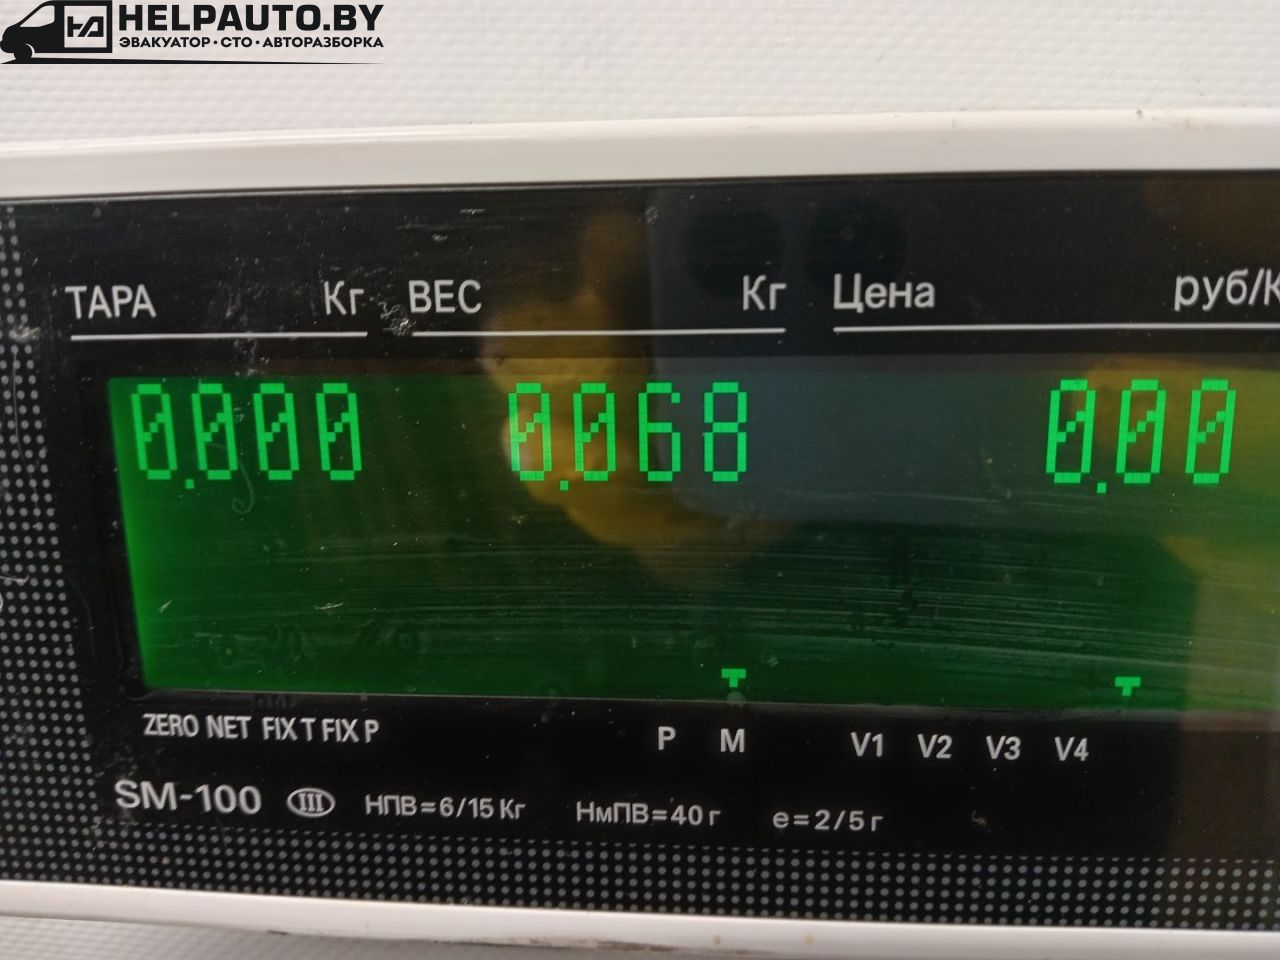 HELPAUTO.BY
ЭВАКУАТОР · СТО · АВТОРАЗБОРКА
ТАРА Кг ВЕС Кг Цена руб/К
0.000 0.068 0.00
ZERO NET FIX T FIX P P M V1 V2 V3 V4
SM-100 III НПВ=6/15 Кг НмПВ=40 г e=2/5 г